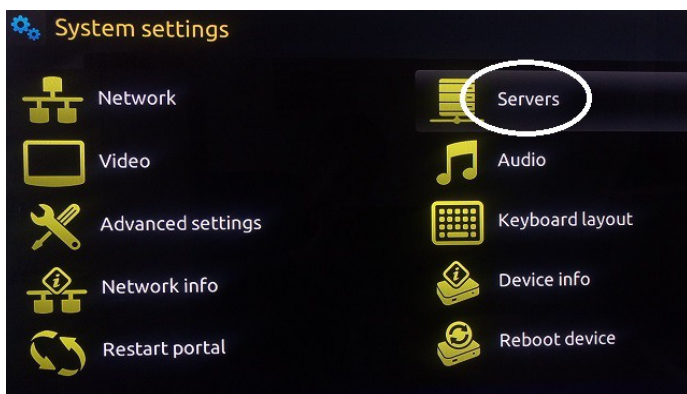 System settings
Network
Servers
Video
Audio
Advanced settings
Keyboard layout
Network info
Device info
Restart portal
Reboot device